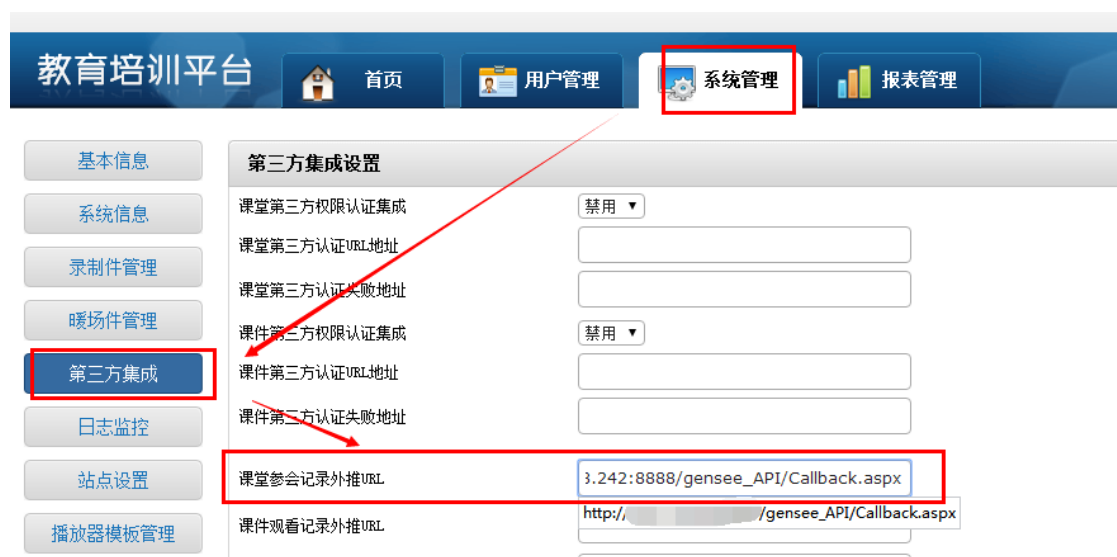 教育培训平台
首页
用户管理
系统管理
报表管理
基本信息
系统信息
录制件管理
暖场件管理
第三方集成
日志监控
站点设置
播放器模板管理
第三方集成设置
课堂第三方权限认证集成 禁用
课堂第三方认证URL地址
课堂第三方认证失败地址
课件第三方权限认证集成 禁用
课件第三方认证URL地址
课件第三方认证失败地址
课堂参会记录外推URL 3.242:8888/gensee_API/Callback.aspx
http:/ /gensee_API/Callback.aspx
课件观看记录外推URL